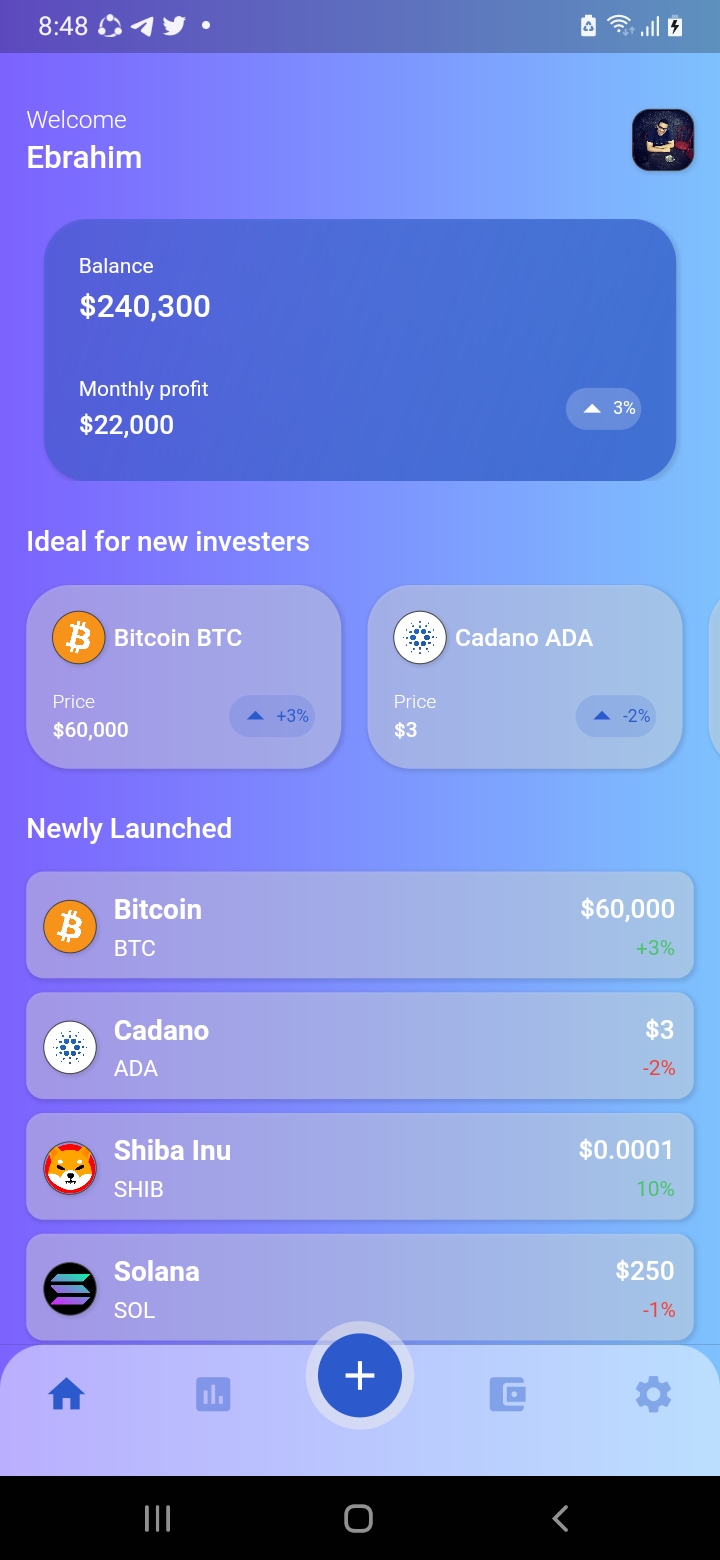 8:48
Welcome
Ebrahim
Balance
$240,300
Monthly profit
$22,000
3%
Ideal for new investers
Bitcoin BTC
Price
$60,000
+3%
Cadano ADA
Price
$3
-2%
Newly Launched
Bitcoin
$60,000
BTC
+3%
Cadano
$3
ADA
-2%
Shiba Inu
$0.0001
SHIB
10%
Solana
$250
SOL
-1%